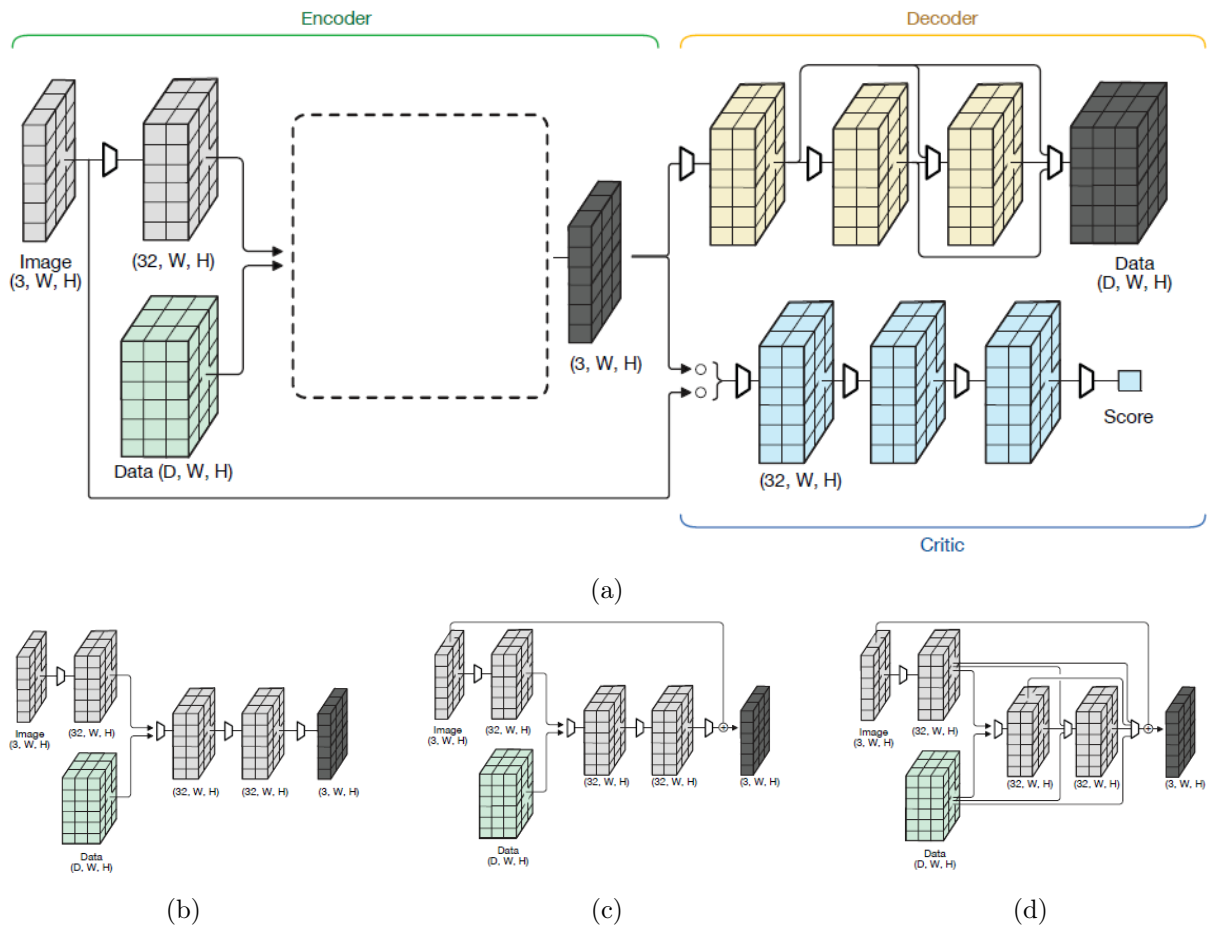 Encoder
Decoder
Image
(3, W, H)
(32, W, H)
Data (D, W, H)
(3, W, H)
Data
(D, W, H)
(32, W, H)
Score
Critic
(a)
Image
(3, W, H)
(32, W, H)
Data
(D, W, H)
(32, W, H)
(32, W, H)
(3, W, H)
(b)
Image
(3, W, H)
(32, W, H)
Data
(D, W, H)
(32, W, H)
(32, W, H)
(3, W, H)
(c)
Image
(3, W, H)
(32, W, H)
Data
(D, W, H)
(32, W, H)
(32, W, H)
(3, W, H)
(d)